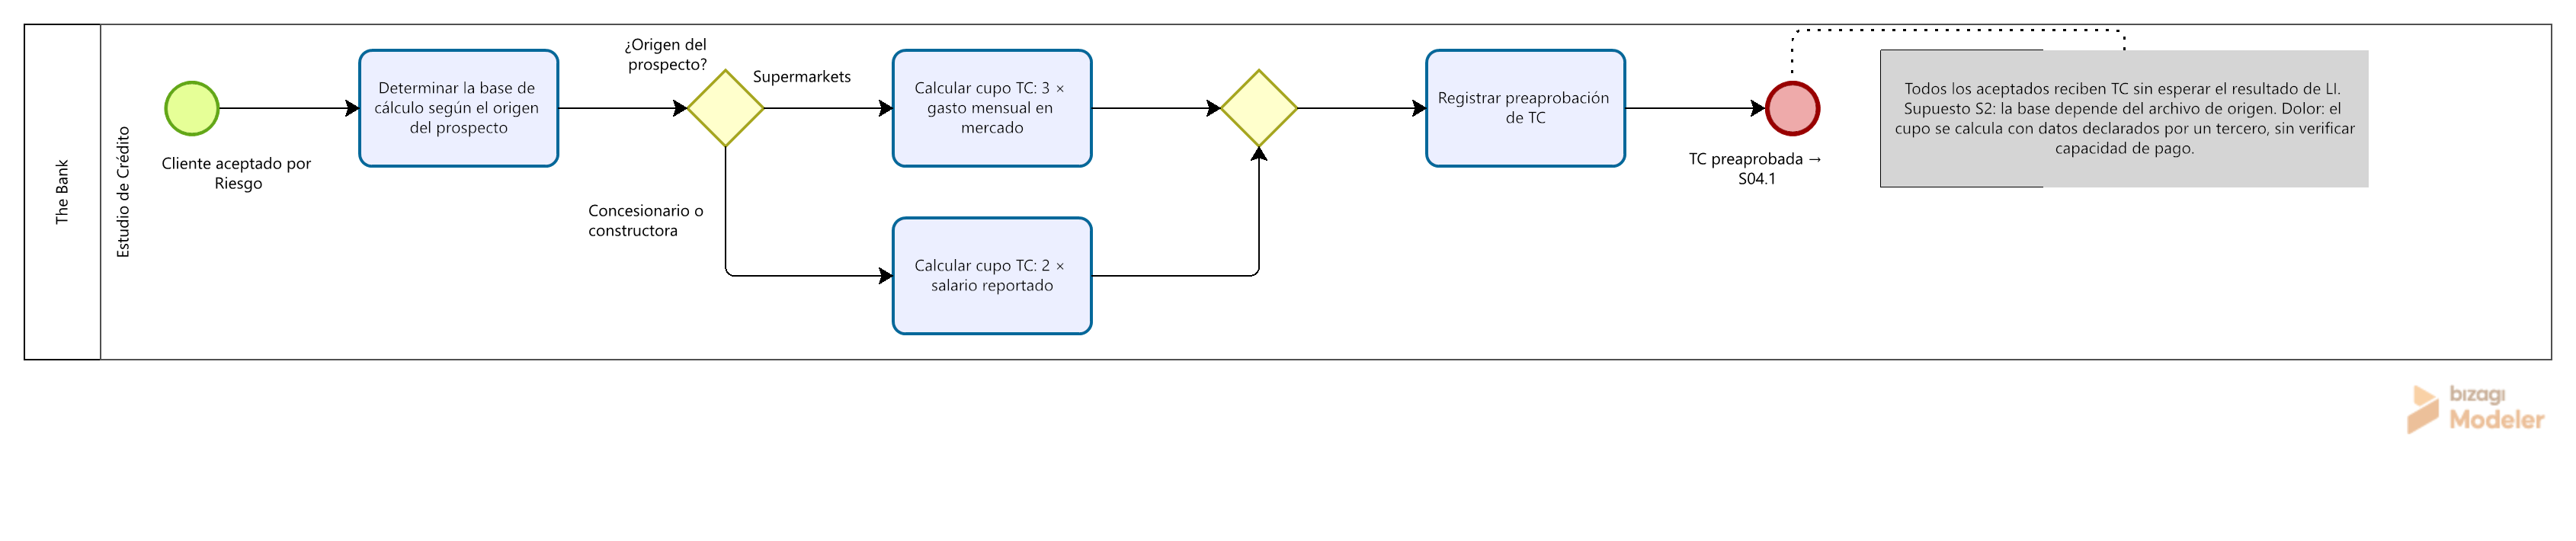 The Bank
Estudio de Crédito
Cliente aceptado por
Riesgo
Determinar la base de
cálculo según el origen
del prospecto
¿Origen del
prospecto?
Supermarkets
Concesionario o
constructora
Calcular cupo TC: 3 ×
gasto mensual en
mercado
Calcular cupo TC: 2 ×
salario reportado
Registrar preaprobación
de TC
TC preaprobada →
S04.1
Todos los aceptados reciben TC sin esperar el resultado de LI.
Supuesto S2: la base depende del archivo de origen. Dolor: el
cupo se calcula con datos declarados por un tercero, sin verificar
capacidad de pago.
bizagi
Modeler